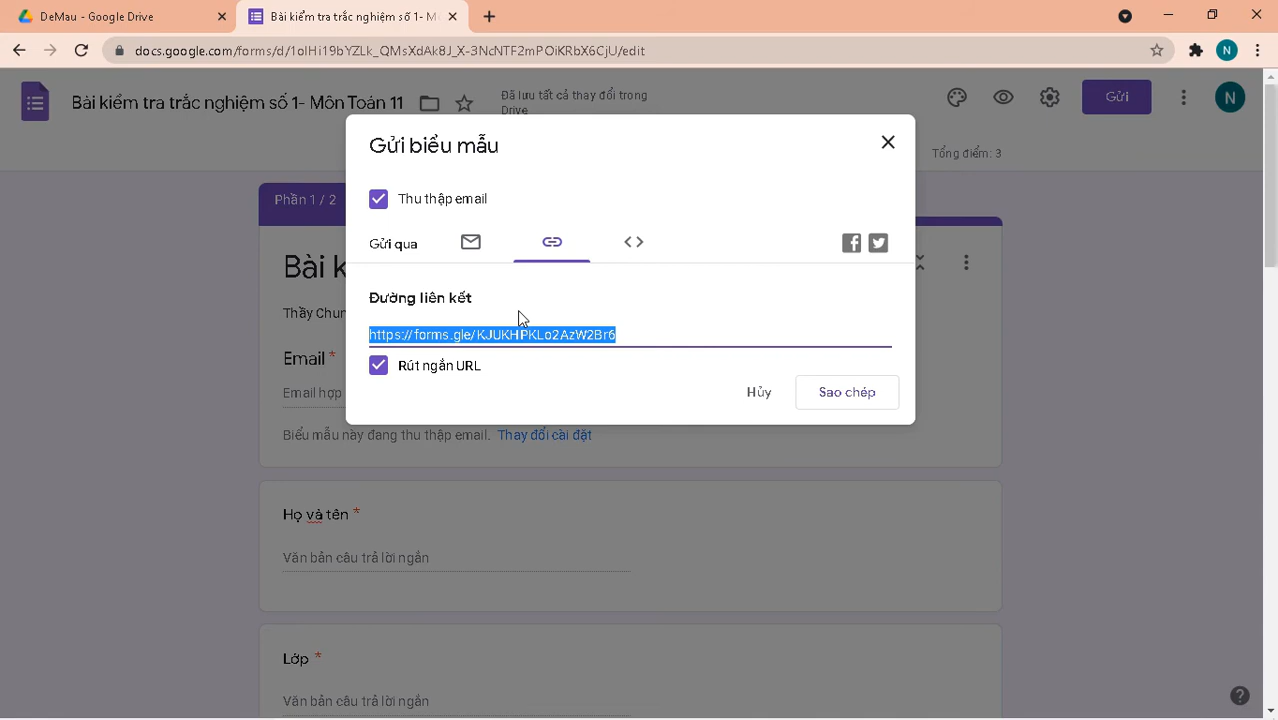 DeMau - Google Drive
Bài kiểm tra trắc nghiệm số 1- M
docs.google.com/forms/d/1olHi19bYZLk_QMsXdAk8J_X-3NcNTF2mPOiKRbX6CjU/edit
N
Bài kiểm tra trắc nghiệm số 1- Môn Toán 11
Đã lưu tất cả thay đổi trong
Drive
Gửi
N
Gửi biểu mẫu
Tổng điểm: 3
Phần 1 / 2
Thu thập email
Gửi qua
Bài k
Đường liên kết
Thầy Chun
https://forms.gle/KJUKHPKLo2AzW2Br6
Email *
Rút ngắn URL
Email hợp
Hủy
Sao chép
Biểu mẫu này đang thu thập email. Thay đổi cài đặt
Họ và tên *
Văn bản câu trả lời ngắn
Lớp *
Văn bản câu trả lời ngắn